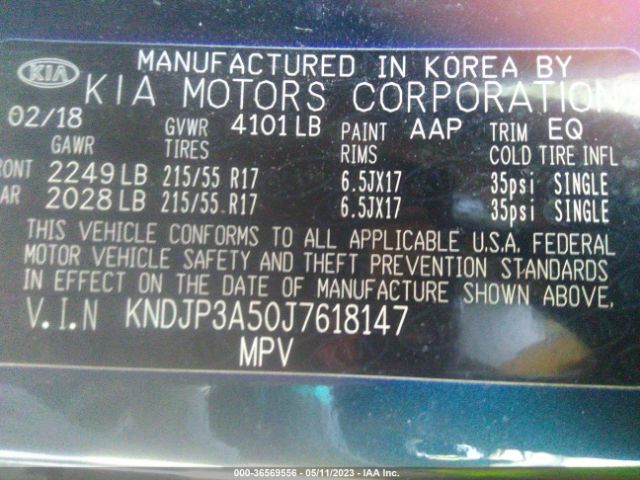 KIA
MANUFACTURED IN KOREA BY
KIA MOTORS CORPORATION
02/18 GVWR 4101 LB PAINT AAP TRIM EQ
GAWR TIRES RIMS COLD TIRE INFL
RONT 2249 LB 215/55 R17 6.5JX17 35psi SINGLE
AR 2028 LB 215/55 R17 6.5JX17 35psi SINGLE
THIS VEHICLE CONFORMS TO ALL APPLICABLE U.S.A. FEDERAL
MOTOR VEHICLE SAFETY AND THEFT PREVENTION STANDARDS
IN EFFECT ON THE DATE OF MANUFACTURE SHOWN ABOVE.
V.I.N KNDJP3A50J7618147
MPV
000-36569556 - 05/11/2023 - IAA Inc.